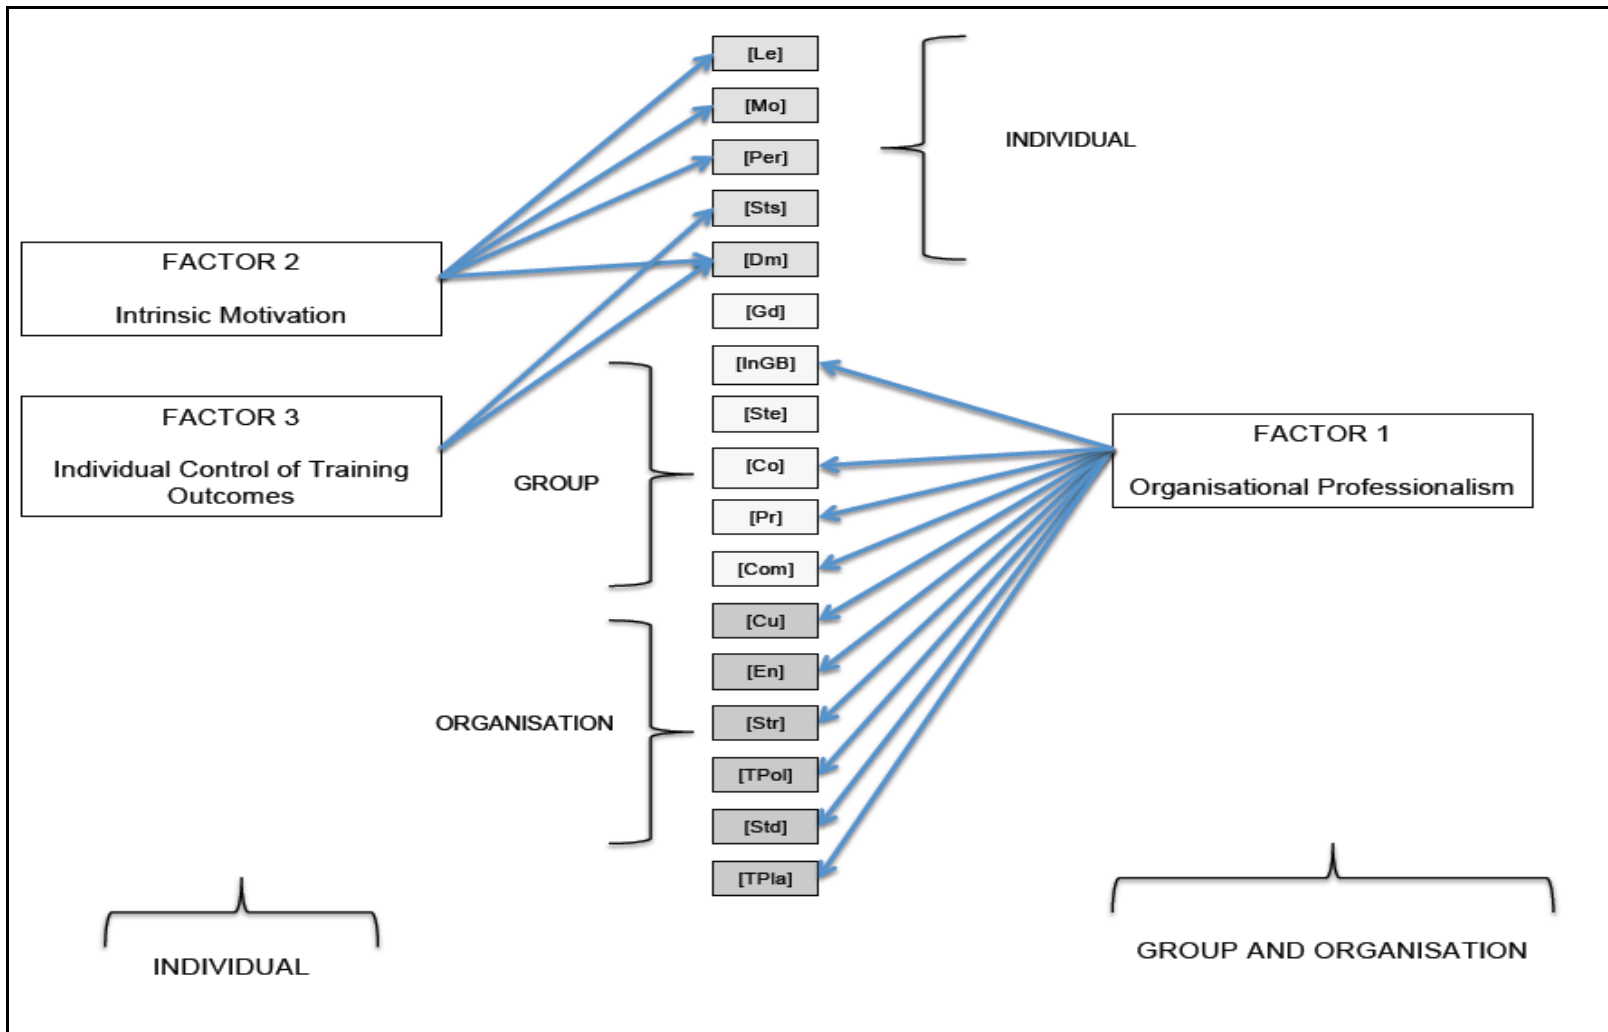 [Le]
[Mo]
[Per]
[Sts]
[Dm]
[Gd]
[InGB]
[Ste]
[Co]
[Pr]
[Com]
[Cu]
[En]
[Str]
[TPol]
[Std]
[TPla]
INDIVIDUAL
FACTOR 2
Intrinsic Motivation
FACTOR 3
Individual Control of Training
Outcomes
GROUP
ORGANISATION
FACTOR 1
Organisational Professionalism
INDIVIDUAL
GROUP AND ORGANISATION